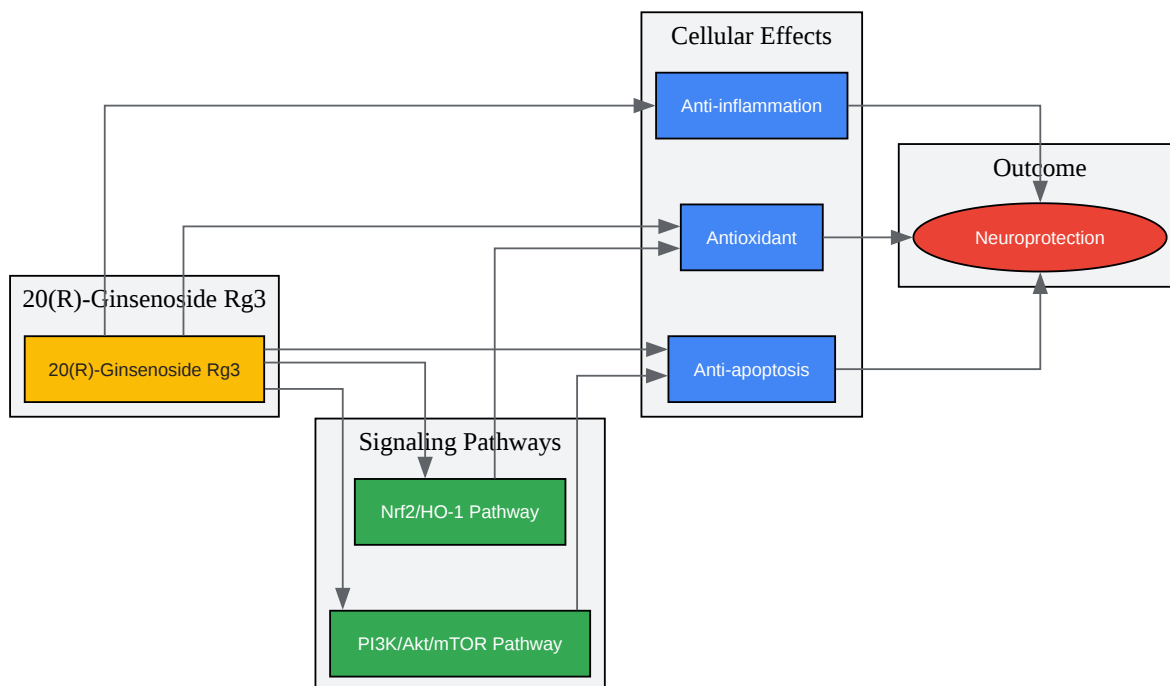 Cellular Effects
Anti-inflammation
Outcome
Antioxidant
Neuroprotection
20(R)-Ginsenoside Rg3
20(R)-Ginsenoside Rg3
Anti-apoptosis
Signaling Pathways
Nrf2/HO-1 Pathway
PI3K/Akt/mTOR Pathway